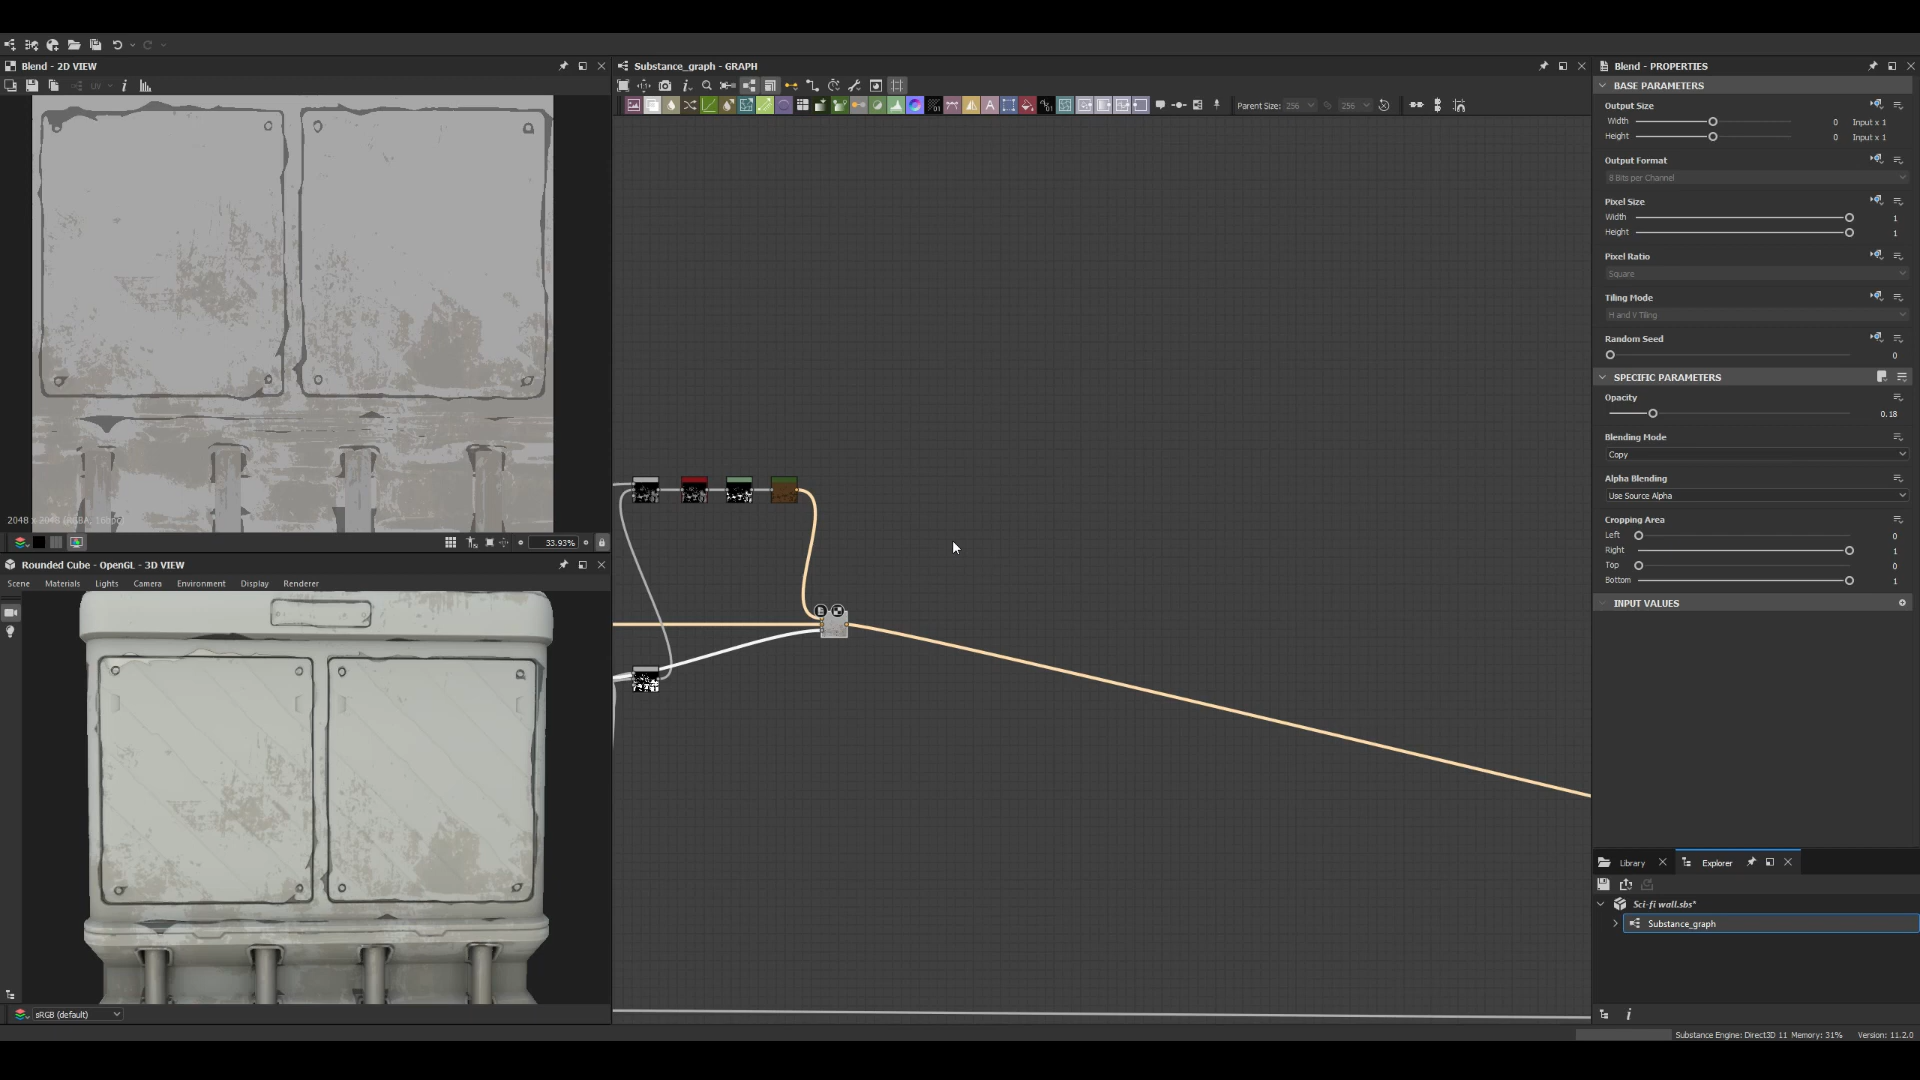 Blend - 2D VIEW
33.93%
Rounded Cube - OpenGL - 3D VIEW
Scene Materials Lights Camera Environment Display Renderer
sRGB (default)
Substance_graph - GRAPH
Parent Size: 256 256
Blend - PROPERTIES
BASE PARAMETERS
Output Size
Width 0 Input x 1
Height 0 Input x 1
Output Format
8 Bits per Channel
Pixel Size
Width 1
Height 1
Pixel Ratio
Square
Tiling Mode
H and V Tiling
Random Seed
0
SPECIFIC PARAMETERS
Opacity
0.18
Blending Mode
Copy
Alpha Blending
Use Source Alpha
Cropping Area
Left 0
Right 1
Top 0
Bottom 1
INPUT VALUES
Library Explorer
Sci-fi wall.sbs*
Substance_graph
Substance Engine: Direct3D 11 Memory: 31% Version: 11.2.0